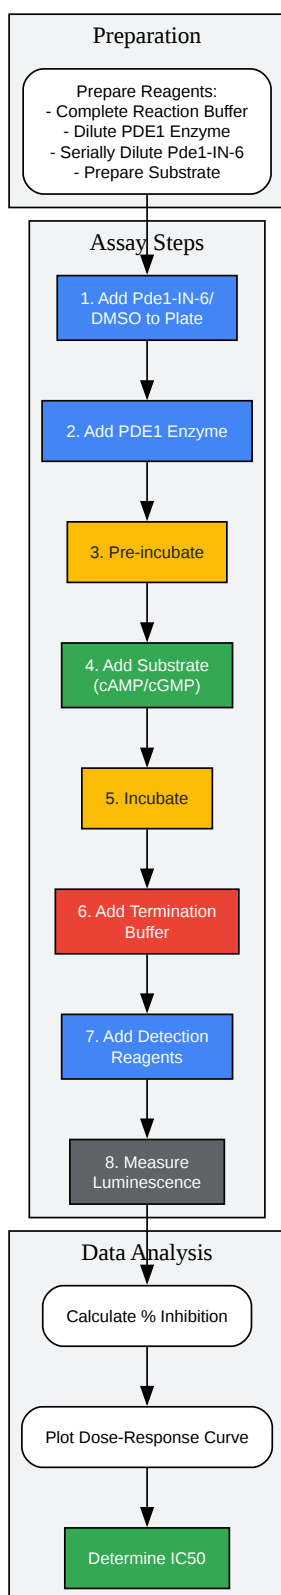 Preparation
Prepare Reagents:
- Complete Reaction Buffer
- Dilute PDE1 Enzyme
- Serially Dilute Pde1-IN-6
- Prepare Substrate
Assay Steps
1. Add Pde1-IN-6/
DMSO to Plate
2. Add PDE1 Enzyme
3. Pre-incubate
4. Add Substrate
(cAMP/cGMP)
5. Incubate
6. Add Termination
Buffer
7. Add Detection
Reagents
8. Measure
Luminescence
Data Analysis
Calculate % Inhibition
Plot Dose-Response Curve
Determine IC50